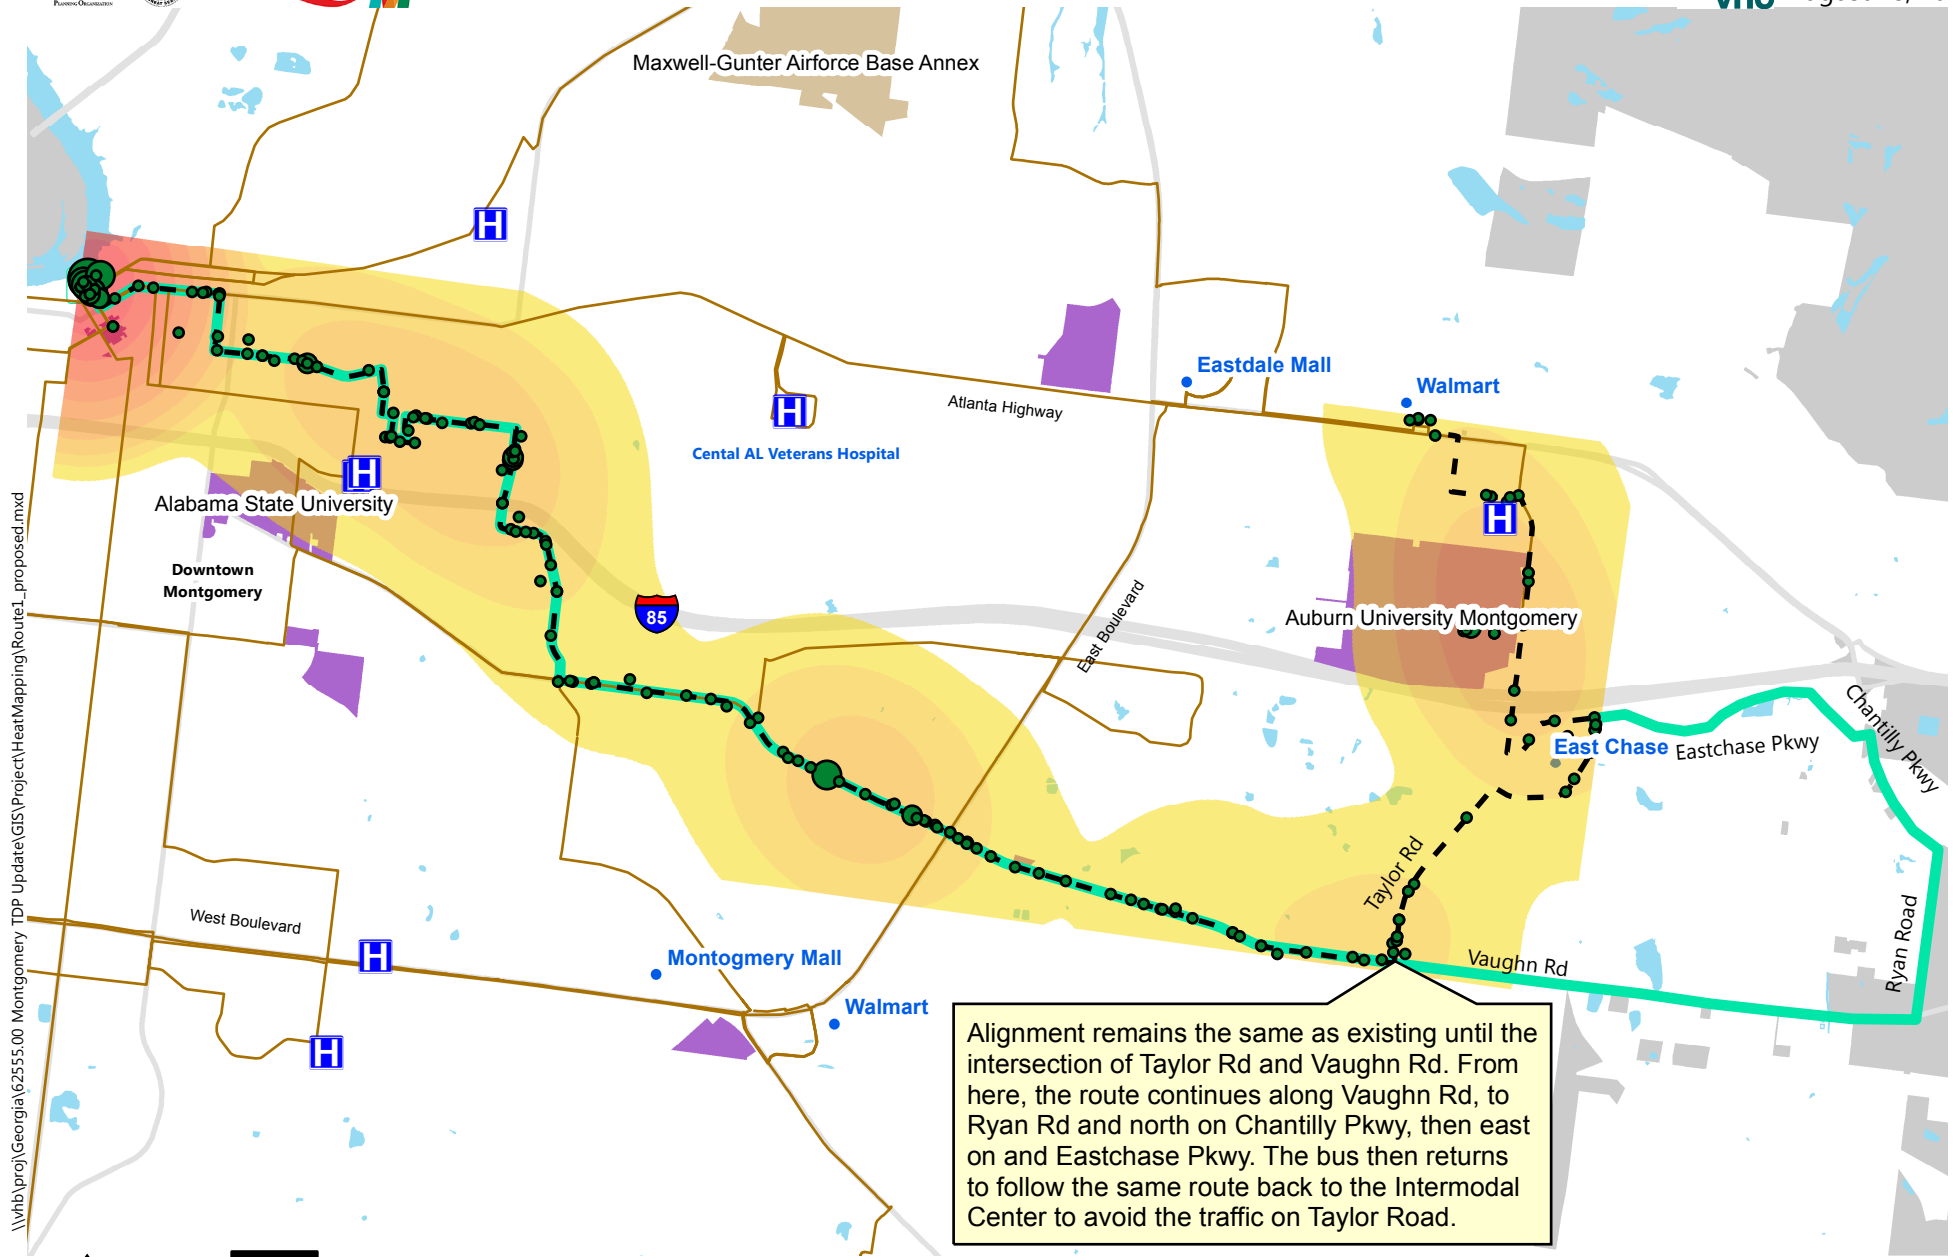 PLANNING ORGANIZATION
Maxwell-Gunter Airforce Base Annex
H
Eastdale Mall
Walmart
Atlanta Highway
H
Cental AL Veterans Hospital
H
Alabama State University
H
Downtown
Montgomery
85
East Boulevard
Auburn University Montgomery
Chantilly Pkwy
East Chase
Eastchase Pkwy
Taylor Rd
Ryan Road
West Boulevard
H
Montogmery Mall
Vaughn Rd
Walmart
H
Alignment remains the same as existing until the
intersection of Taylor Rd and Vaughn Rd. From
here, the route continues along Vaughn Rd, to
Ryan Rd and north on Chantilly Pkwy, then east
on and Eastchase Pkwy. The bus then returns
to follow the same route back to the Intermodal
Center to avoid the traffic on Taylor Road.
\\vhb\proj\Georgia\62555.00 Montgomery TDP Update\GIS\Project\HeatMapping\Route1_proposed.mxd